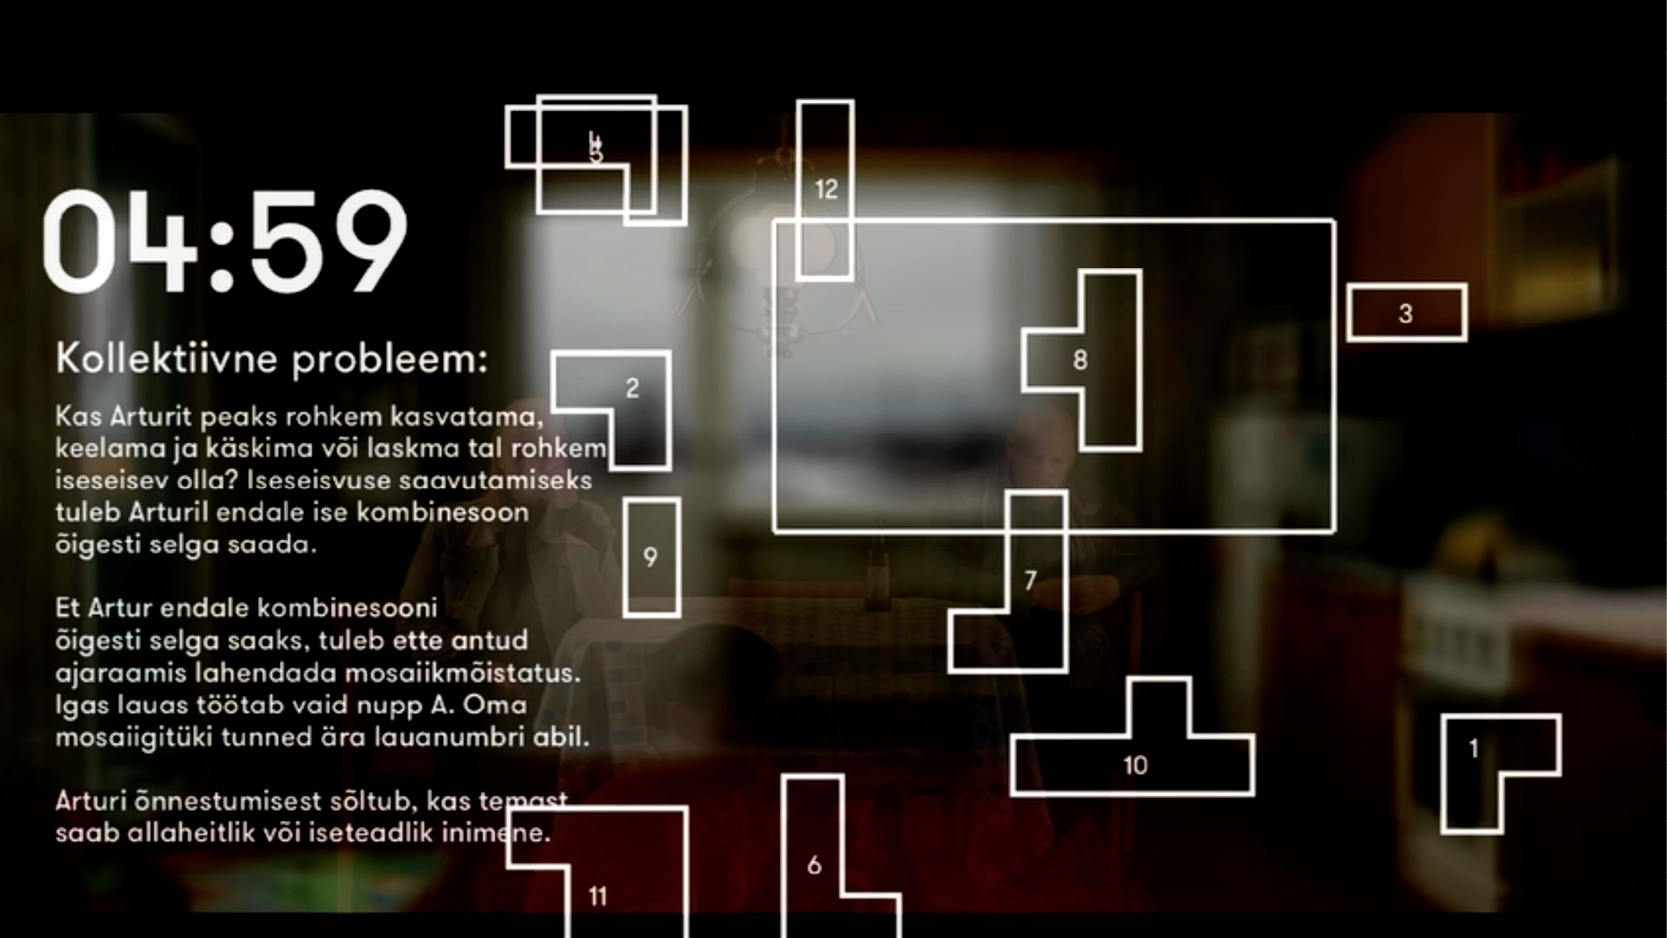 04:59
Kollektiivne probleem:
Kas Arturit peaks rohkem kasvatama,
keelama ja käskima või laskma tal rohkem
iseseisev olla? Iseseisvuse saavutamiseks
tuleb Arturil endale ise kombinesoon
õigesti selga saada.
Et Artur endale kombinesooni
õigesti selga saaks, tuleb ette antud
ajaraamis lahendada mosaiikmõistatus.
Igas lauas töötab vaid nupp A. Oma
mosaiigitüki tunned ära lauanumbri abil.
Arturi õnnestumisest sõltub, kas temast
saab allaheitlik või iseteadlik inimene.
5
12
3
8
2
9
7
10
1
6
11